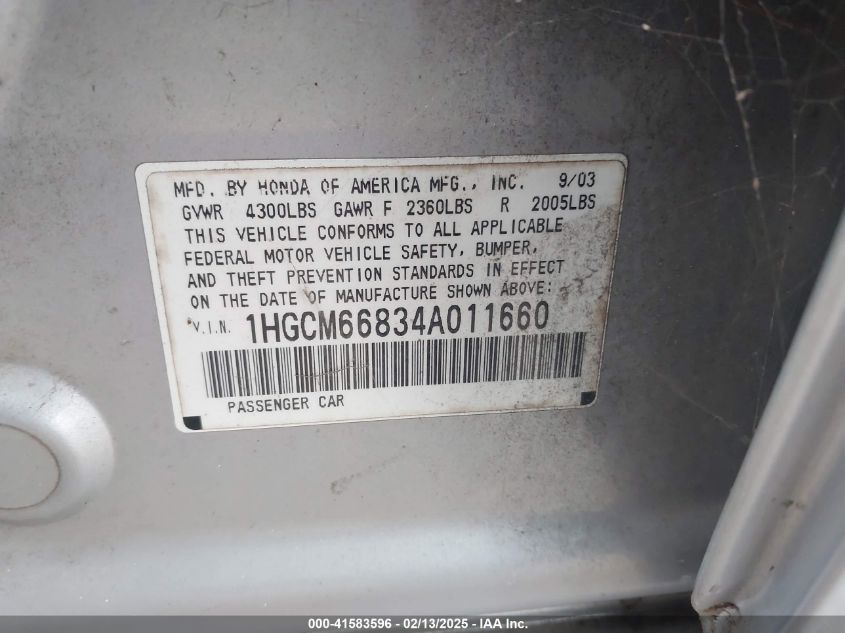 MFD. BY HONDA OF AMERICA MFG., INC. 9/03
GVWR 4300LBS GAWR F 2360LBS R 2005LBS
THIS VEHICLE CONFORMS TO ALL APPLICABLE
FEDERAL MOTOR VEHICLE SAFETY, BUMPER,
AND THEFT PREVENTION STANDARDS IN EFFECT
ON THE DATE OF MANUFACTURE SHOWN ABOVE:
V.I.N. 1HGCM66834A011660
PASSENGER CAR
000-41583596 - 02/13/2025 - IAA Inc.